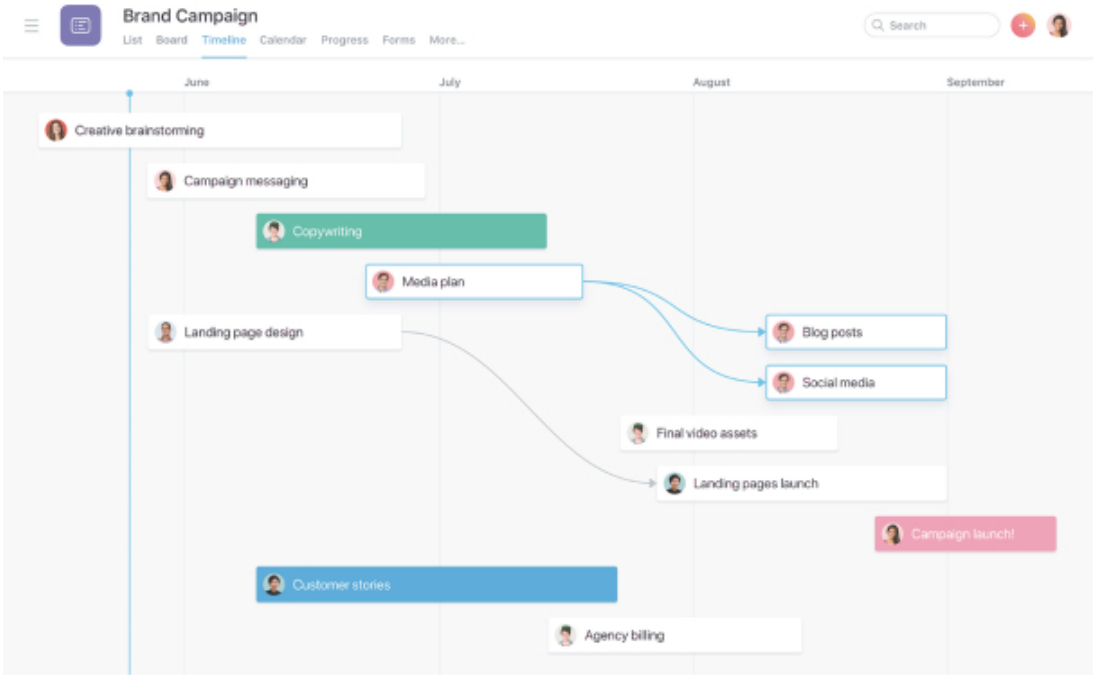 Brand Campaign
List Board Timeline Calendar Progress Forms More...
Search
June July August September
Creative brainstorming
Campaign messaging
Copywriting
Media plan
Landing page design
Blog posts
Social media
Final video assets
Landing pages launch
Campaign launch!
Customer stories
Agency billing